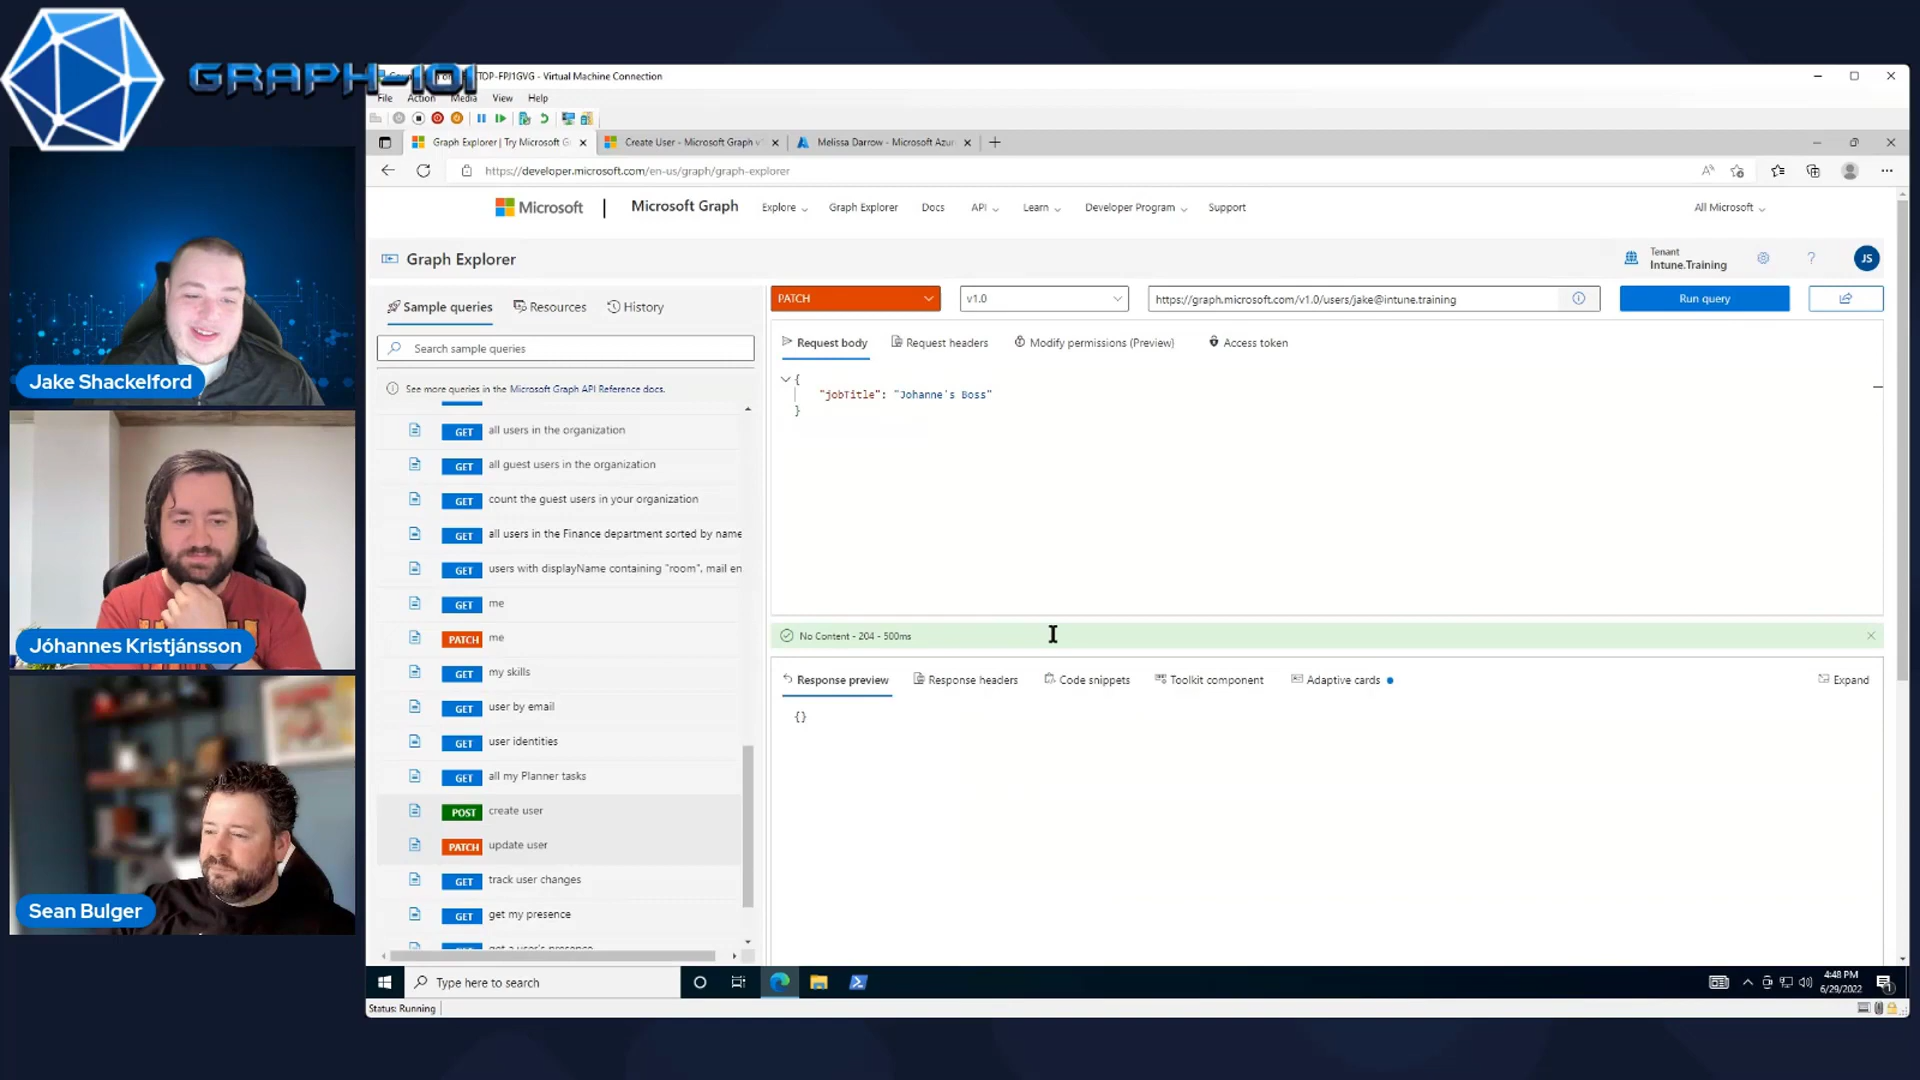 GRAPH-101
TOP-FPJ1GVG - Virtual Machine Connection
File Action Media View Help
Graph Explorer | Try Microsoft G
Create User - Microsoft Graph v
Melissa Darrow - Microsoft Azur
https://developer.microsoft.com/en-us/graph/graph-explorer
Microsoft | Microsoft Graph Explore Graph Explorer Docs API Learn Developer Program Support All Microsoft
Graph Explorer
Tenant
Intune.Training
? JS
Sample queries Resources History
PATCH v1.0 https://graph.microsoft.com/v1.0/users/jake@intune.training Run query
Search sample queries
Request body Request headers Modify permissions (Preview) Access token
See more queries in the Microsoft Graph API Reference docs.
{
"jobTitle": "Johanne's Boss"
}
GET all users in the organization
GET all guest users in the organization
GET count the guest users in your organization
GET all users in the Finance department sorted by name
GET users with displayName containing "room", mail en
GET me
PATCH me
GET my skills
GET user by email
GET user identities
GET all my Planner tasks
POST create user
PATCH update user
GET track user changes
GET get my presence
GET get a user's presence
No Content - 204 - 500ms
Response preview Response headers Code snippets Toolkit component Adaptive cards Expand
{}
Jake Shackelford
Jóhannes Kristjánsson
Sean Bulger
Type here to search
4:48 PM
6/29/2022
1
Status: Running